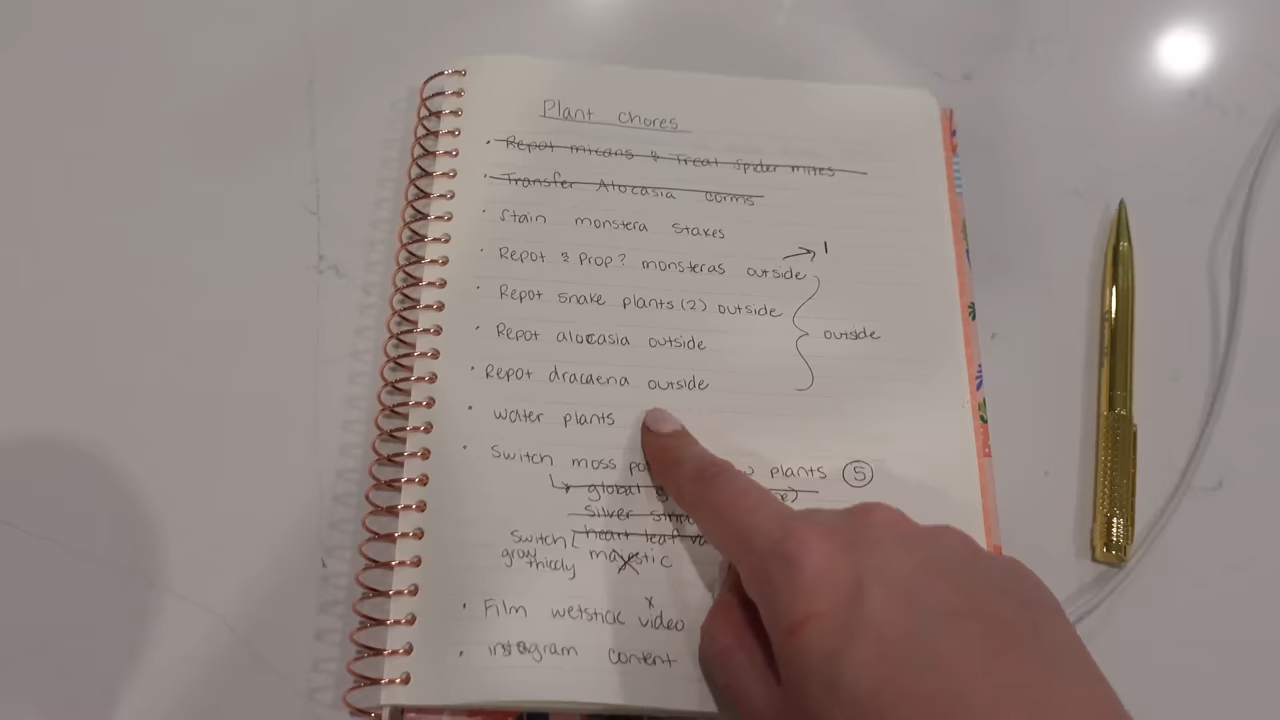 Plant chores
· Repot micans & Treat spider mites
· Transfer Alocasia corms
· Stain monstera stakes
· Repot & Prop? monsteras outside → 1
· Repot snake plants (2) outside
outside
· Repot alocasia outside
· Repot dracaena outside
· water plants
· Switch moss plants ⑤
↳ global
silver
switch [ heart leaf
grow thiccly majestic
x
· Film wetstick video
· instagram content